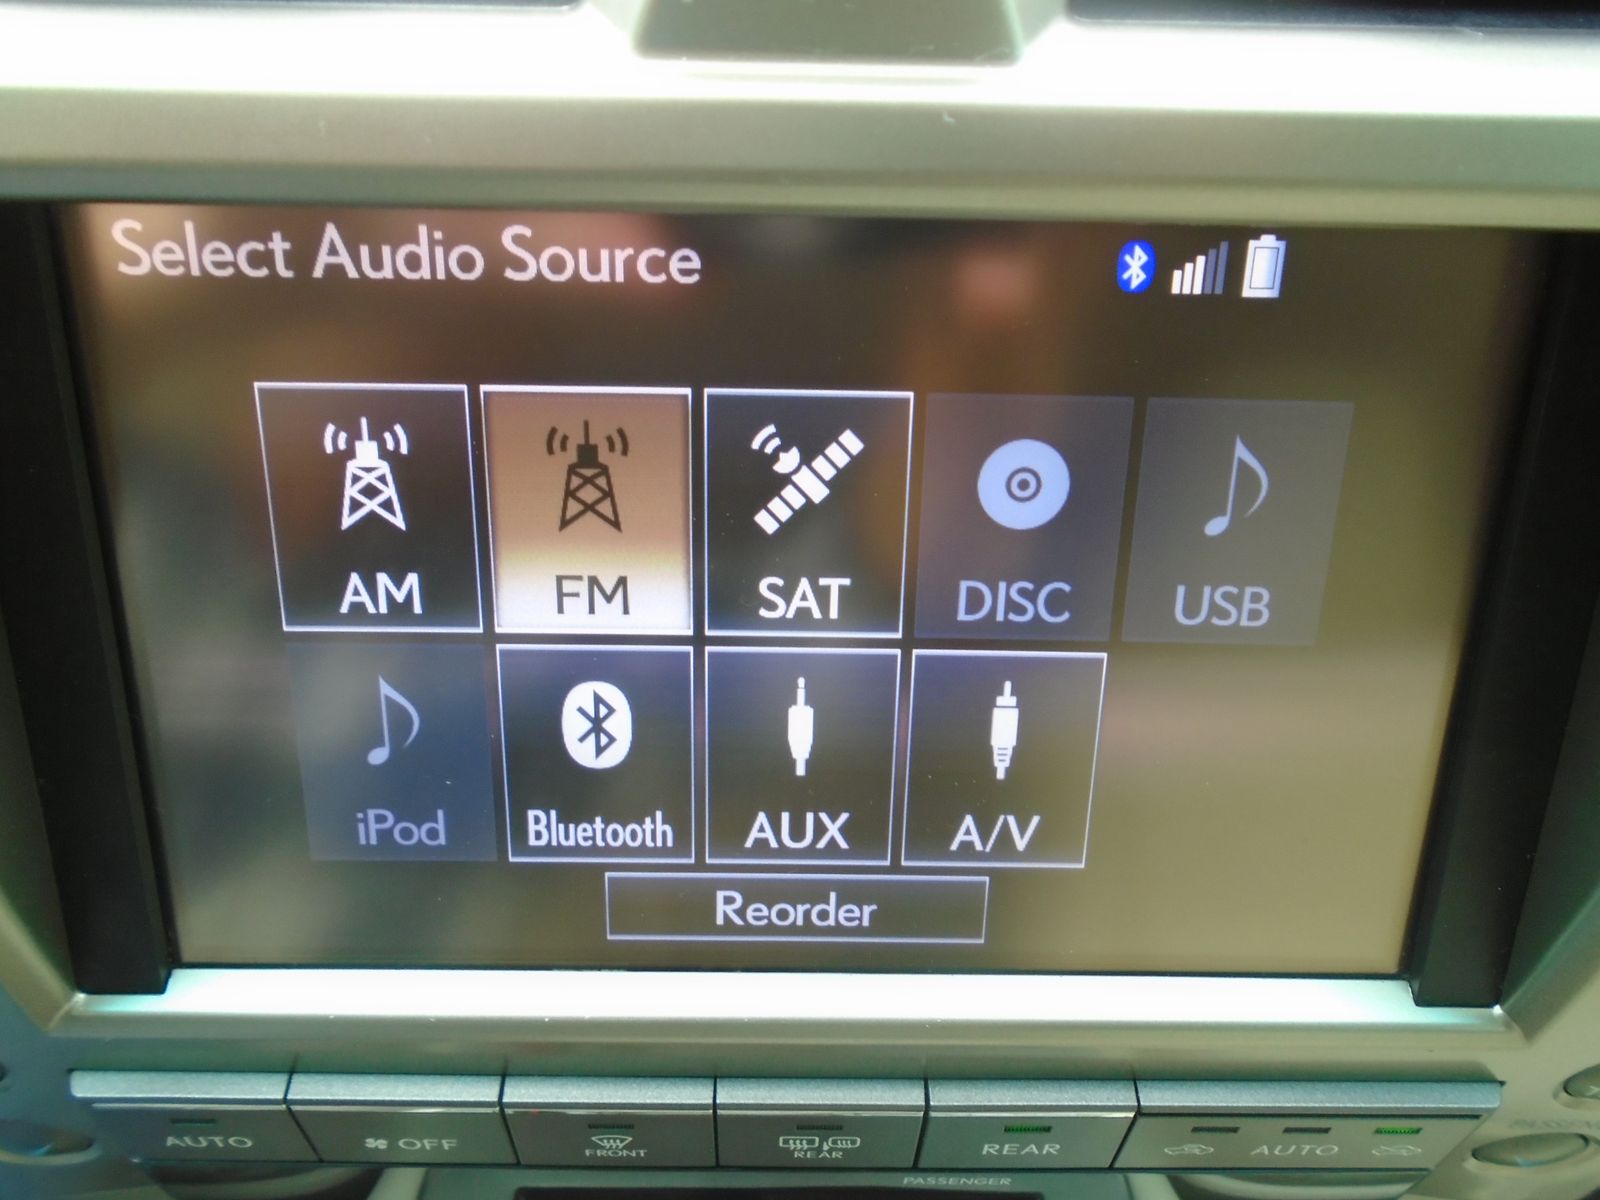 Select Audio Source
AM FM SAT DISC USB
iPod Bluetooth AUX A/V
Reorder
AUTO OFF FRONT REAR REAR AUTO
PASSENGER